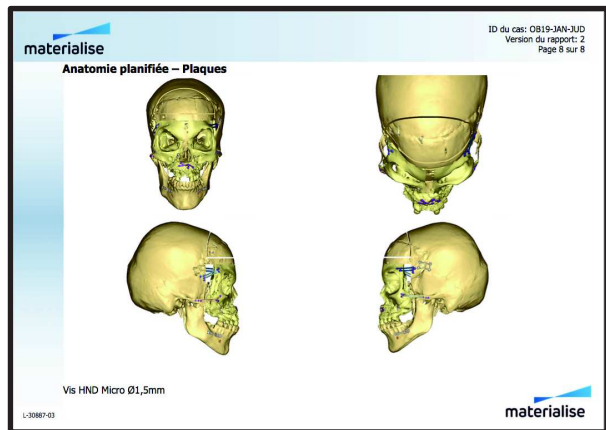 materialise
ID du cas: OB19-JAN-JUD
Version du rapport: 2
Page 8 sur 8
Anatomie planifiée – Plaques
Vis HND Micro Ø1,5mm
L-30887-03
materialise